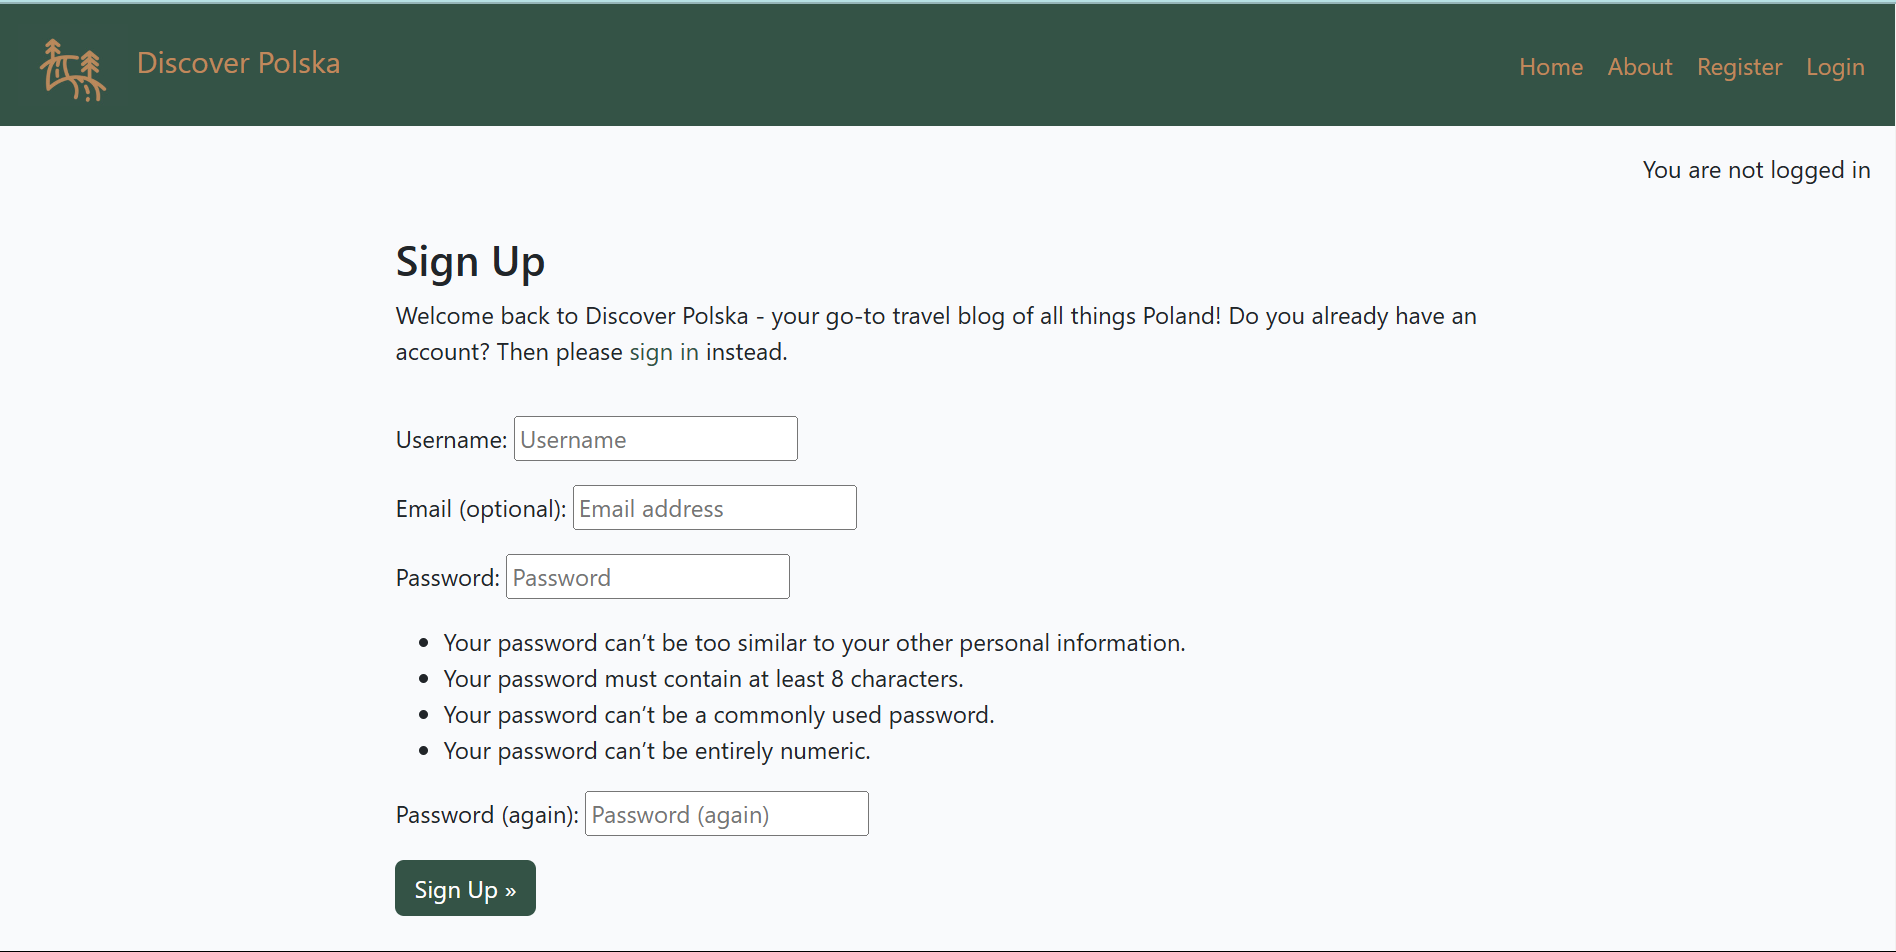 Discover Polska
Home About Register Login
You are not logged in
Sign Up
Welcome back to Discover Polska - your go-to travel blog of all things Poland! Do you already have an
account? Then please sign in instead.
Username: Username
Email (optional): Email address
Password: Password
• Your password can’t be too similar to your other personal information.
• Your password must contain at least 8 characters.
• Your password can’t be a commonly used password.
• Your password can’t be entirely numeric.
Password (again): Password (again)
Sign Up »